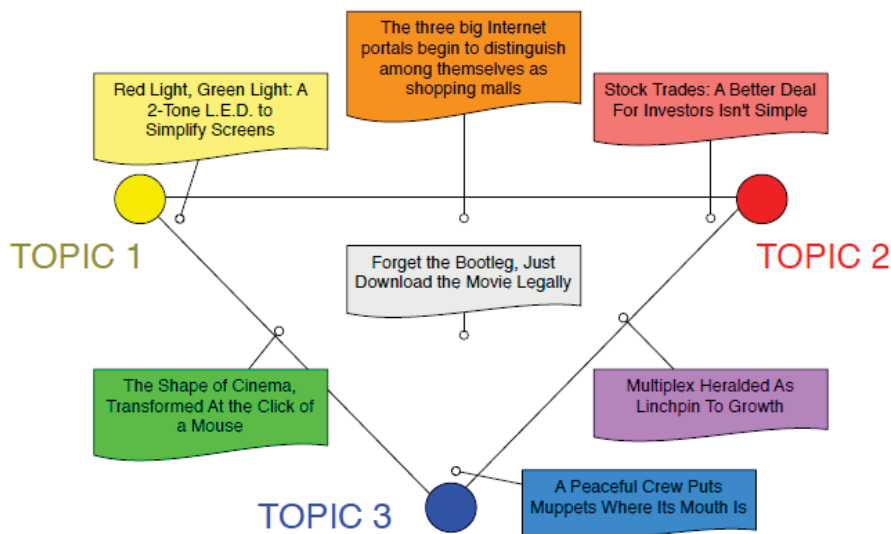 The three big Internet
portals begin to distinguish
among themselves as
shopping malls
Red Light, Green Light: A
2-Tone L.E.D. to
Simplify Screens
Stock Trades: A Better Deal
For Investors Isn't Simple
TOPIC 1
TOPIC 2
Forget the Bootleg, Just
Download the Movie Legally
The Shape of Cinema,
Transformed At the Click of
a Mouse
Multiplex Heralded As
Linchpin To Growth
TOPIC 3
A Peaceful Crew Puts
Muppets Where Its Mouth Is